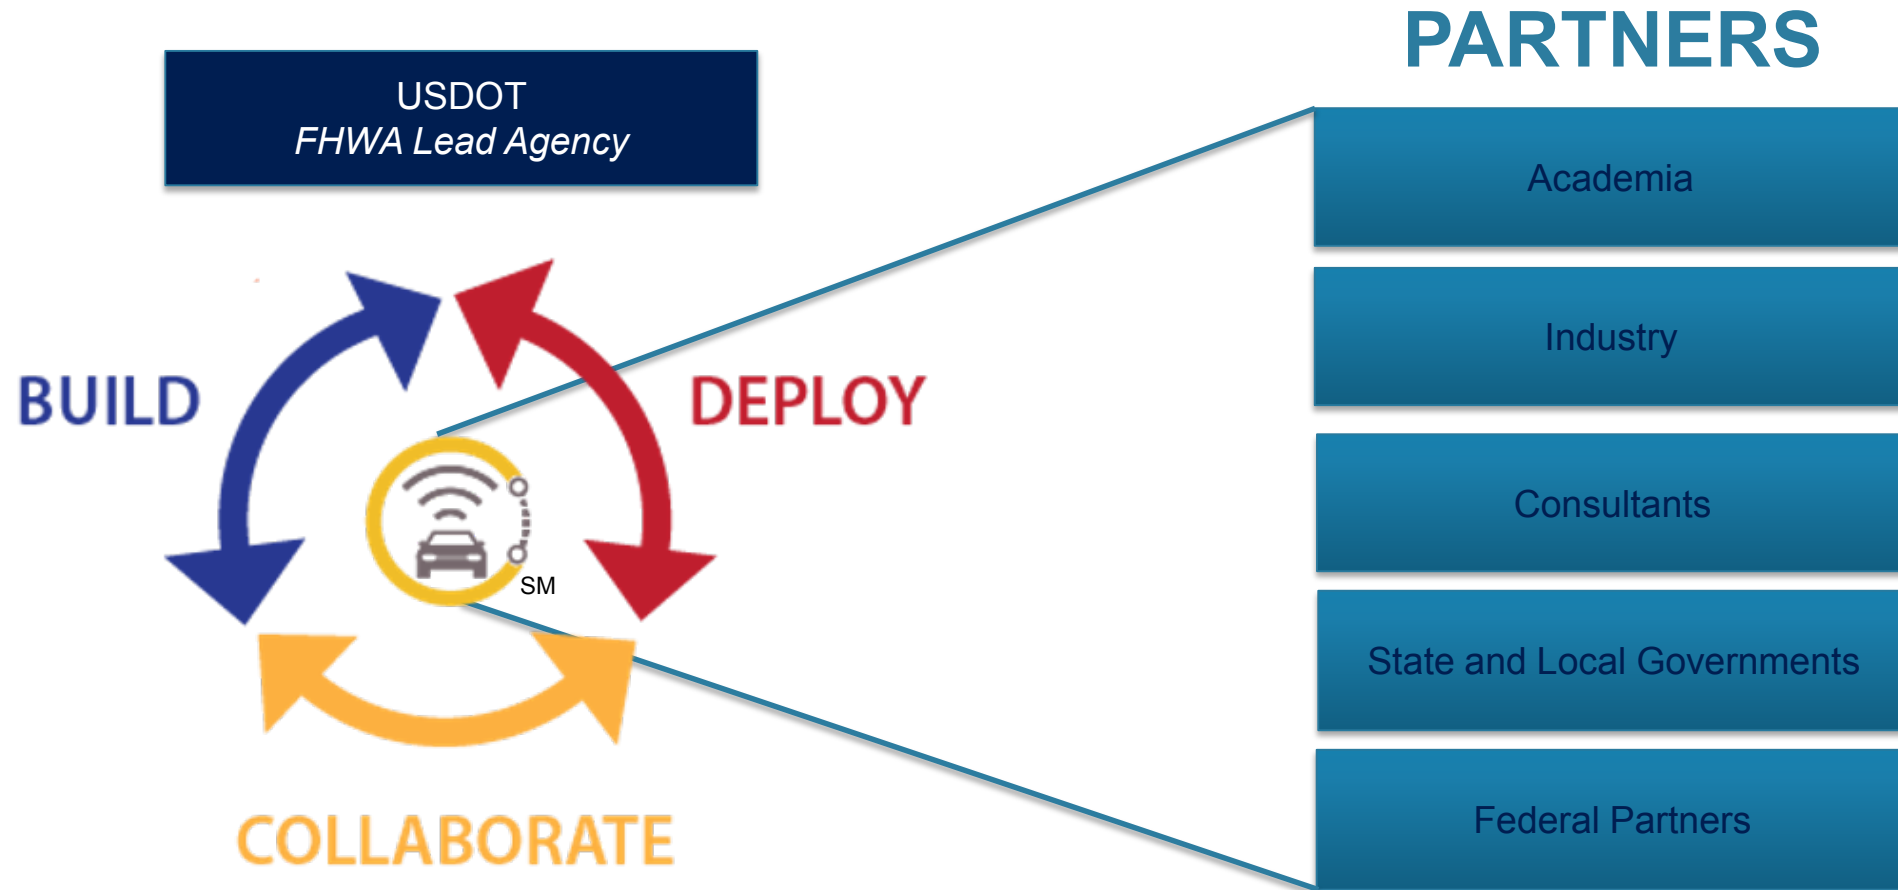 PARTNERS
USDOT
FHWA Lead Agency
BUILD
DEPLOY
SM
COLLABORATE
Academia
Industry
Consultants
State and Local Governments
Federal Partners